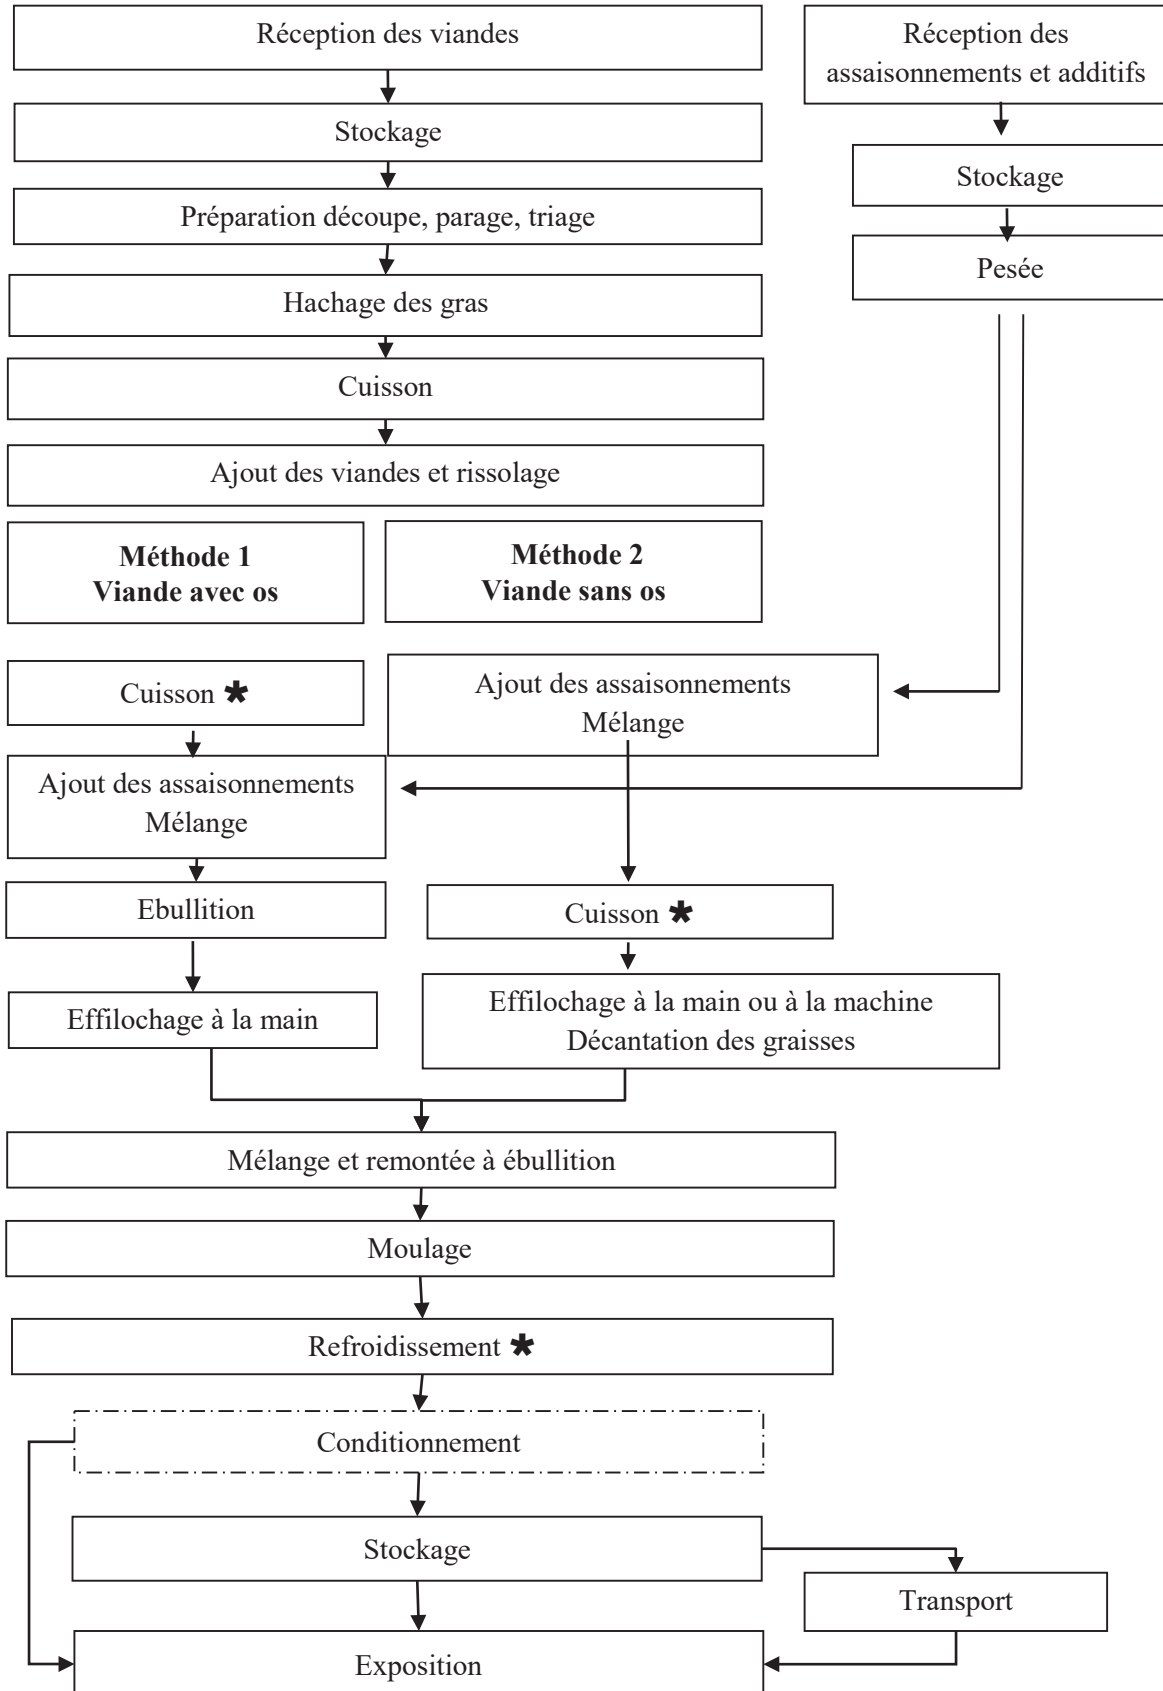 Réception des viandes
Réception des
assaisonnements et additifs
Stockage
Stockage
Préparation découpe, parage, triage
Pesée
Hachage des gras
Cuisson
Ajout des viandes et rissolage
Méthode 1
Viande avec os
Méthode 2
Viande sans os
Cuisson *
Ajout des assaisonnements
Mélange
Ajout des assaisonnements
Mélange
Ebullition
Cuisson *
Effilochage à la main
Effilochage à la main ou à la machine
Décantation des graisses
Mélange et remontée à ébullition
Moulage
Refroidissement *
Conditionnement
Stockage
Transport
Exposition